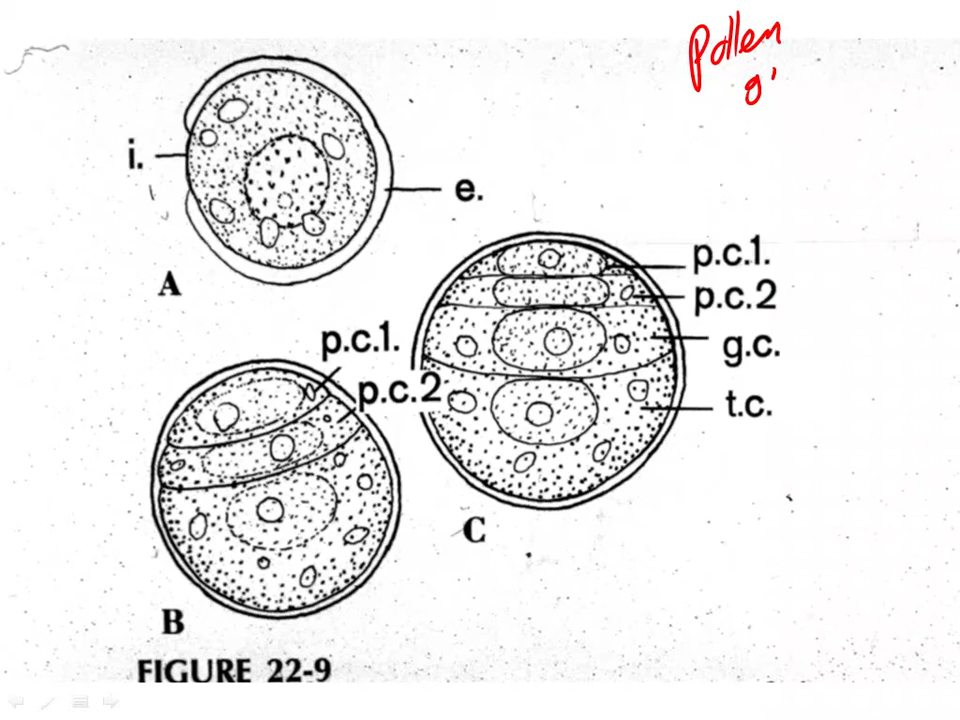 Pollen
g.
i.
e.
A
p.c.1.
p.c.2
g.c.
t.c.
p.c.1.
p.c.2
C
B
FIGURE 22-9